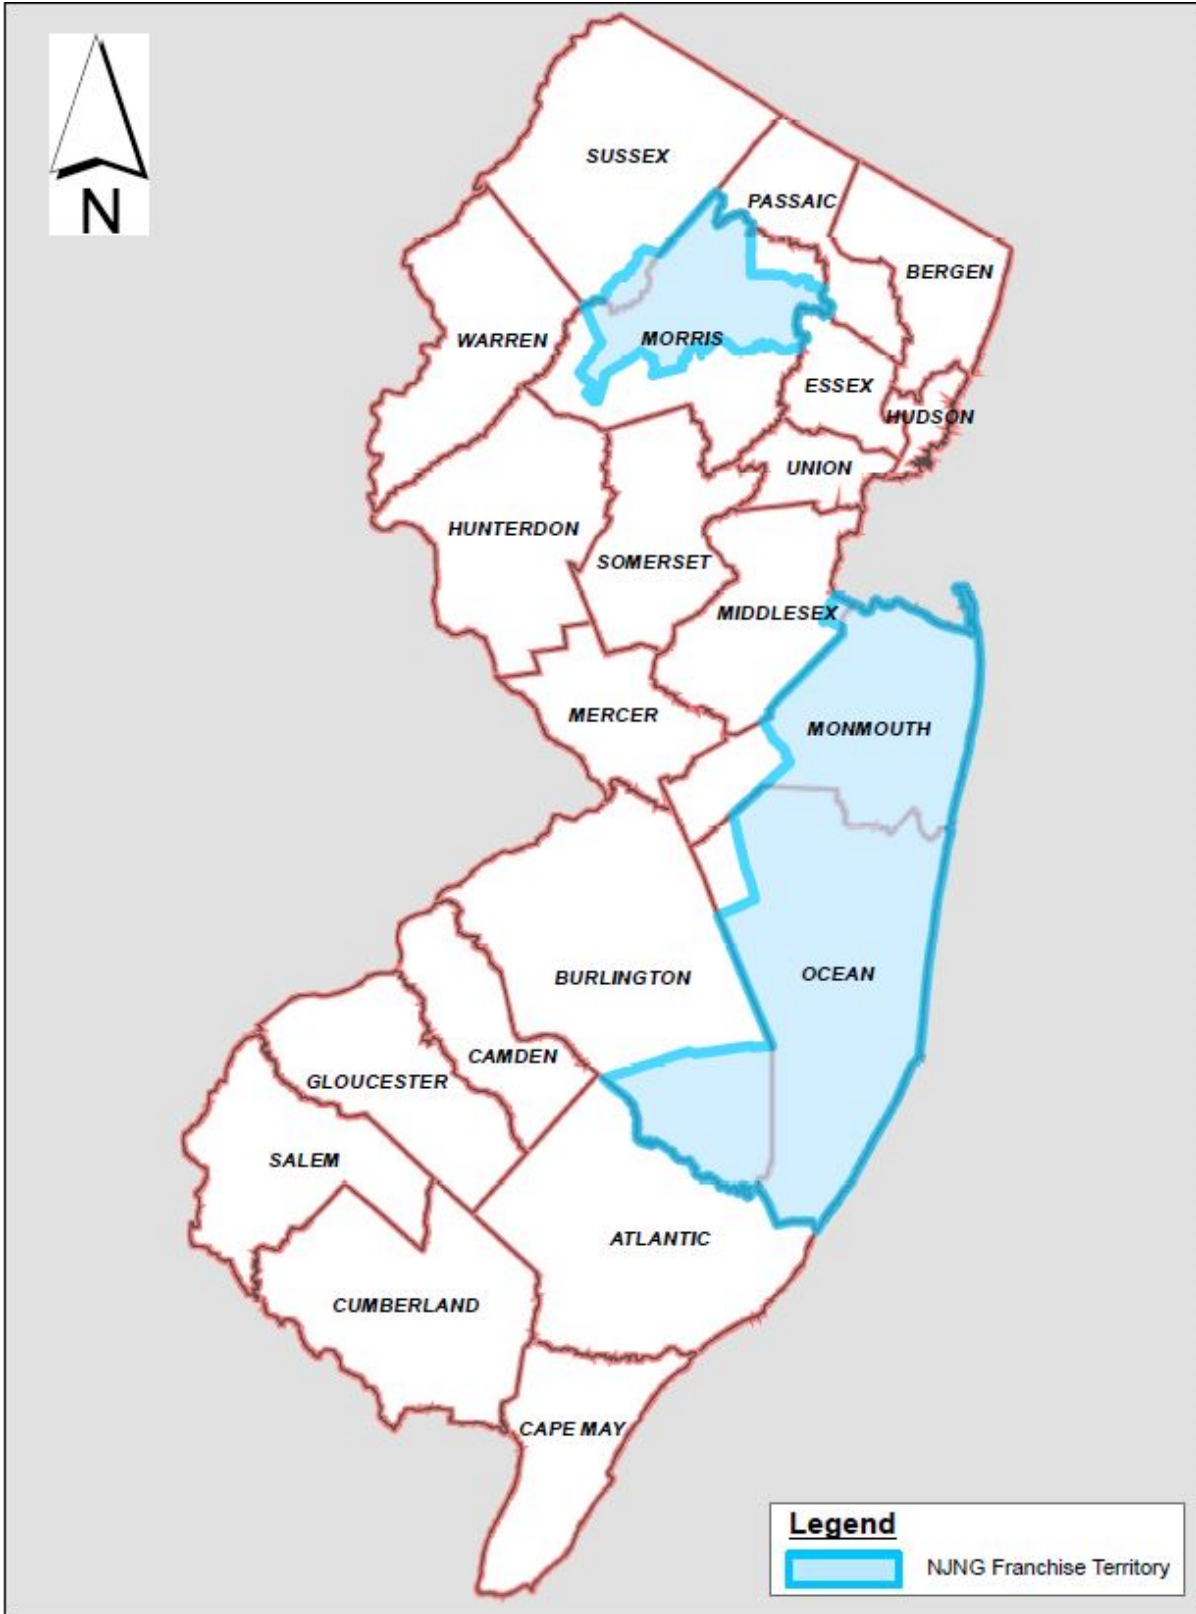 N
SUSSEX
PASSAIC
BERGEN
WARREN
MORRIS
ESSEX
HUDSON
UNION
HUNTERDON
SOMERSET
MIDDLESEX
MERCER
MONMOUTH
BURLINGTON
OCEAN
CAMDEN
GLOUCESTER
SALEM
ATLANTIC
CUMBERLAND
CAPE MAY
Legend
NJNG Franchise Territory